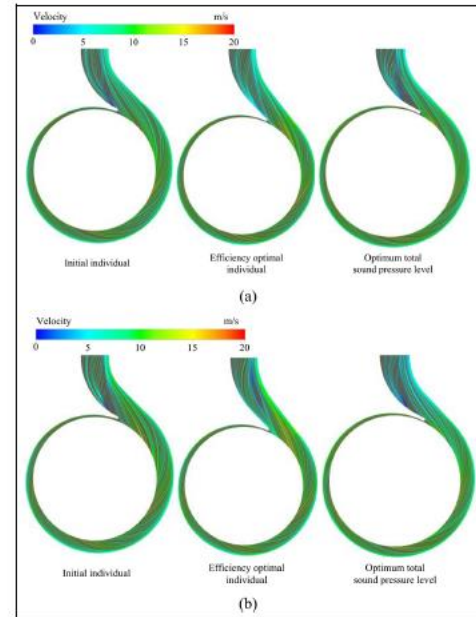 Velocity m/s
0 5 10 15 20
Initial individual
Efficiency optimal
individual
Optimum total
sound pressure level
(a)
Velocity m/s
0 5 10 15 20
Initial individual
Efficiency optimal
individual
Optimum total
sound pressure level
(b)